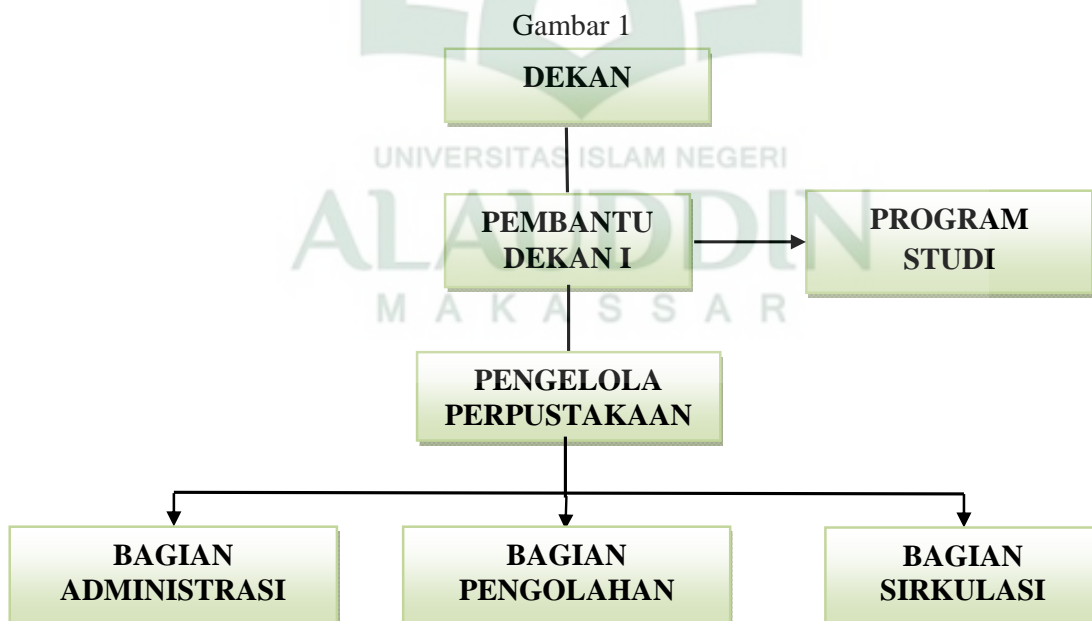 Gambar 1
DEKAN
UNIVERSITAS ISLAM NEGERI
ALAUDDIN
MAKASSAR
PEMBANTU
DEKAN I
PROGRAM
STUDI
PENGELOLA
PERPUSTAKAAN
BAGIAN
ADMINISTRASI
BAGIAN
PENGOLAHAN
BAGIAN
SIRKULASI